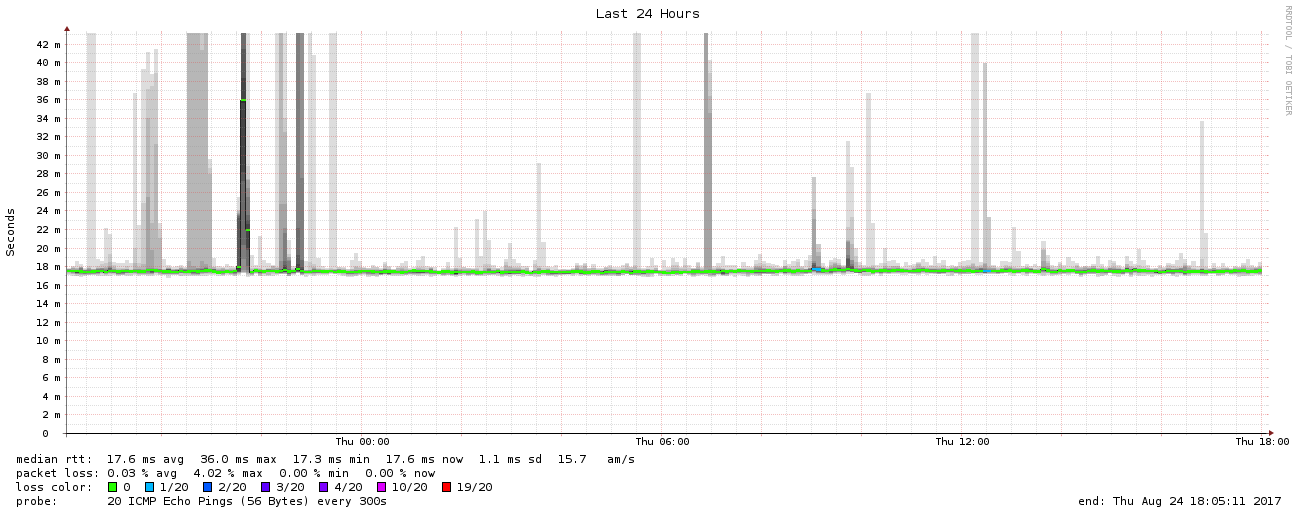 Last 24 Hours
RRDTOOL / TOBI OETIKER
Seconds
42 m
40 m
38 m
36 m
34 m
32 m
30 m
28 m
26 m
24 m
22 m
20 m
18 m
16 m
14 m
12 m
10 m
8 m
6 m
4 m
2 m
0
Thu 00:00 Thu 06:00 Thu 12:00 Thu 18:00
median rtt: 17.6 ms avg 36.0 ms max 17.3 ms min 17.6 ms now 1.1 ms sd 15.7 am/s
packet loss: 0.03 % avg 4.02 % max 0.00 % min 0.00 % now
loss color: 0 1/20 2/20 3/20 4/20 10/20 19/20
probe: 20 ICMP Echo Pings (56 Bytes) every 300s end: Thu Aug 24 18:05:11 2017